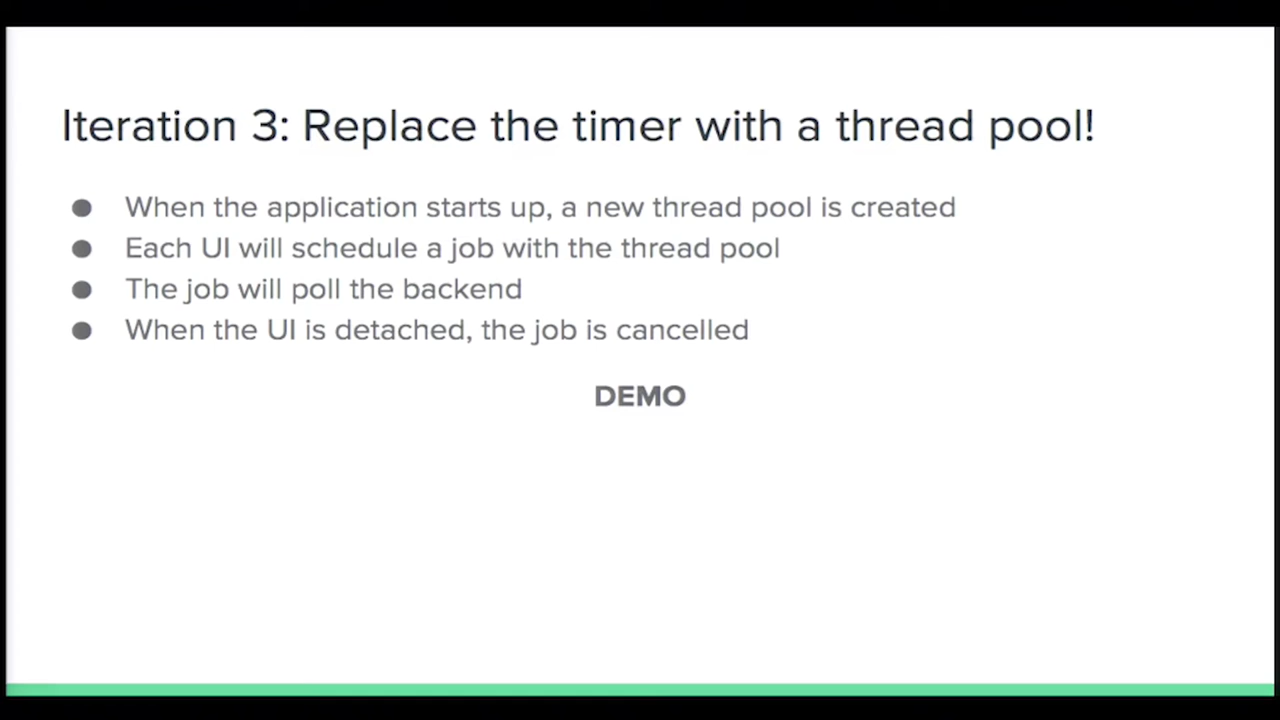 Iteration 3: Replace the timer with a thread pool!
● When the application starts up, a new thread pool is created
● Each UI will schedule a job with the thread pool
● The job will poll the backend
● When the UI is detached, the job is cancelled
DEMO